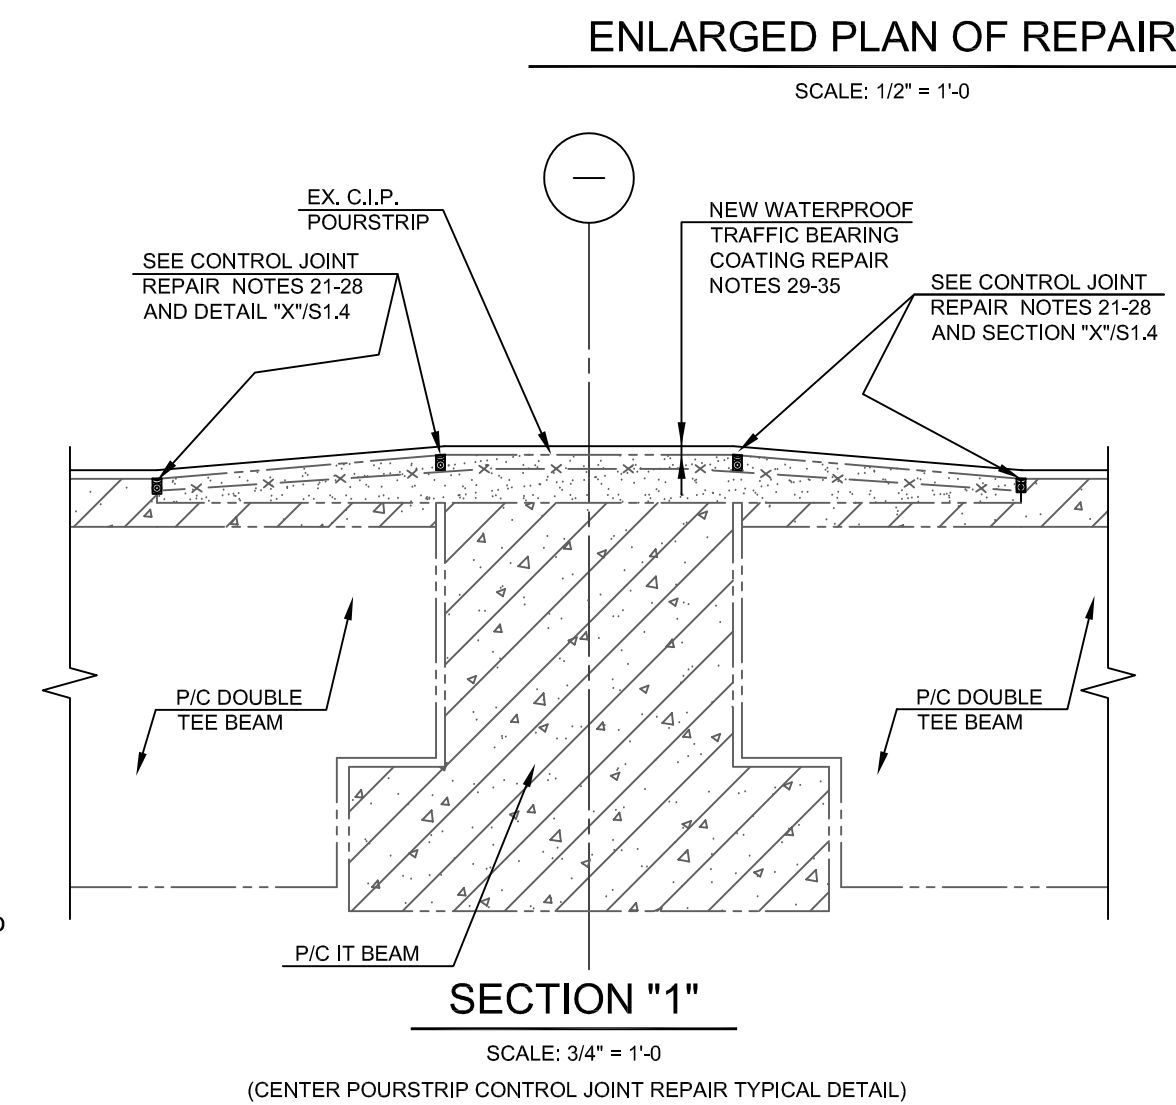 ENLARGED PLAN OF REPAIR
SCALE: 1/2" = 1'-0
EX. C.I.P.
POURSTRIP
SEE CONTROL JOINT
REPAIR NOTES 21-28
AND DETAIL "X"/S1.4
NEW WATERPROOF
TRAFFIC BEARING
COATING REPAIR
NOTES 29-35
SEE CONTROL JOINT
REPAIR NOTES 21-28
AND SECTION "X"/S1.4
P/C DOUBLE
TEE BEAM
P/C DOUBLE
TEE BEAM
P/C IT BEAM
SECTION "1"
SCALE: 3/4" = 1'-0
(CENTER POURSTRIP CONTROL JOINT REPAIR TYPICAL DETAIL)